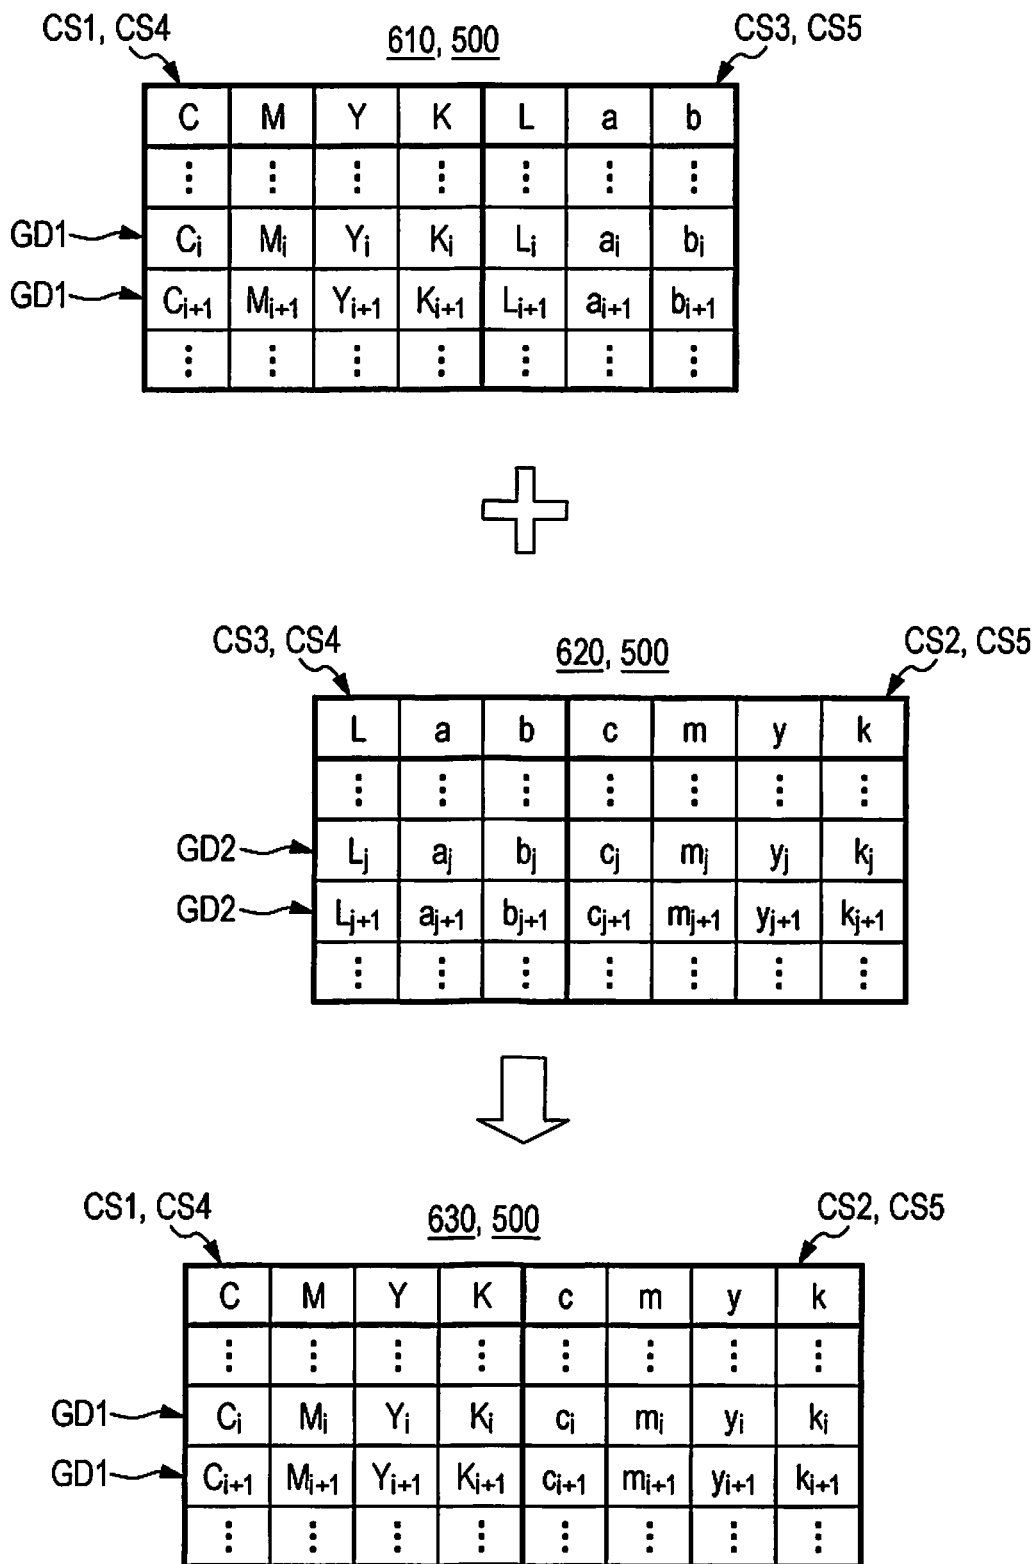 CS1, CS4 610, 500 CS3, CS5
C M Y K L a b
⋮ ⋮ ⋮ ⋮ ⋮ ⋮ ⋮
GD1 Cᵢ Mᵢ Yᵢ Kᵢ Lᵢ aᵢ bᵢ
GD1 Cᵢ₊₁ Mᵢ₊₁ Yᵢ₊₁ Kᵢ₊₁ Lᵢ₊₁ aᵢ₊₁ bᵢ₊₁
⋮ ⋮ ⋮ ⋮ ⋮ ⋮ ⋮
CS3, CS4 620, 500 CS2, CS5
L a b c m y k
⋮ ⋮ ⋮ ⋮ ⋮ ⋮ ⋮
GD2 Lⱼ aⱼ bⱼ cⱼ mⱼ yⱼ kⱼ
GD2 Lⱼ₊₁ aⱼ₊₁ bⱼ₊₁ cⱼ₊₁ mⱼ₊₁ yⱼ₊₁ kⱼ₊₁
⋮ ⋮ ⋮ ⋮ ⋮ ⋮ ⋮
CS1, CS4 630, 500 CS2, CS5
C M Y K c m y k
⋮ ⋮ ⋮ ⋮ ⋮ ⋮ ⋮ ⋮
GD1 Cᵢ Mᵢ Yᵢ Kᵢ cᵢ mᵢ yᵢ kᵢ
GD1 Cᵢ₊₁ Mᵢ₊₁ Yᵢ₊₁ Kᵢ₊₁ cᵢ₊₁ mᵢ₊₁ yᵢ₊₁ kᵢ₊₁
⋮ ⋮ ⋮ ⋮ ⋮ ⋮ ⋮ ⋮